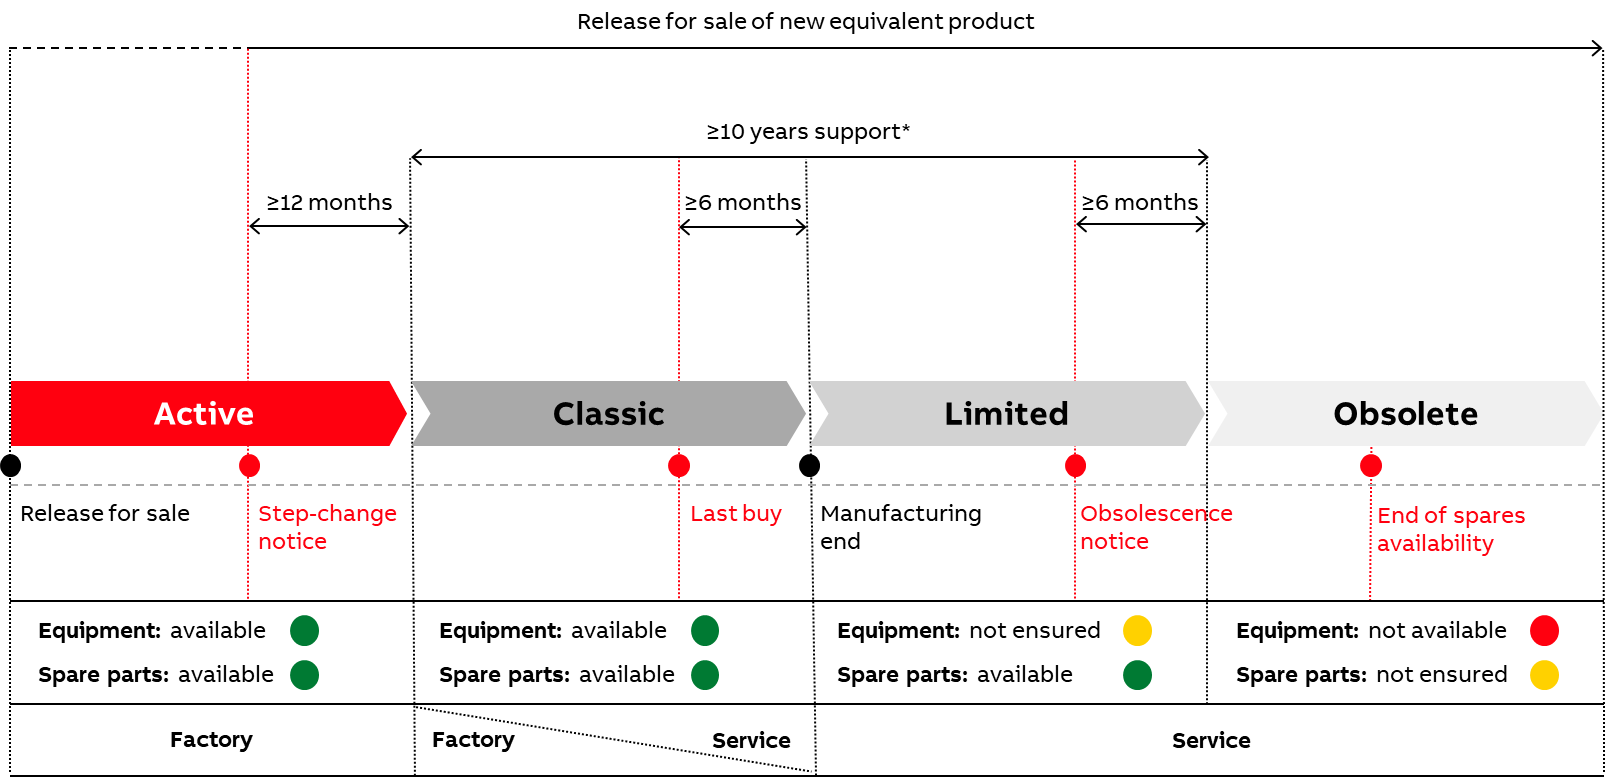 Release for sale of new equivalent product
≥10 years support*
≥12 months
≥6 months
≥6 months
Active
Classic
Limited
Obsolete
Release for sale
Step-change
notice
Last buy
Manufacturing
end
Obsolescence
notice
End of spares
availability
Equipment: available
Spare parts: available
Equipment: available
Spare parts: available
Equipment: not ensured
Spare parts: available
Equipment: not available
Spare parts: not ensured
Factory
Factory
Service
Service